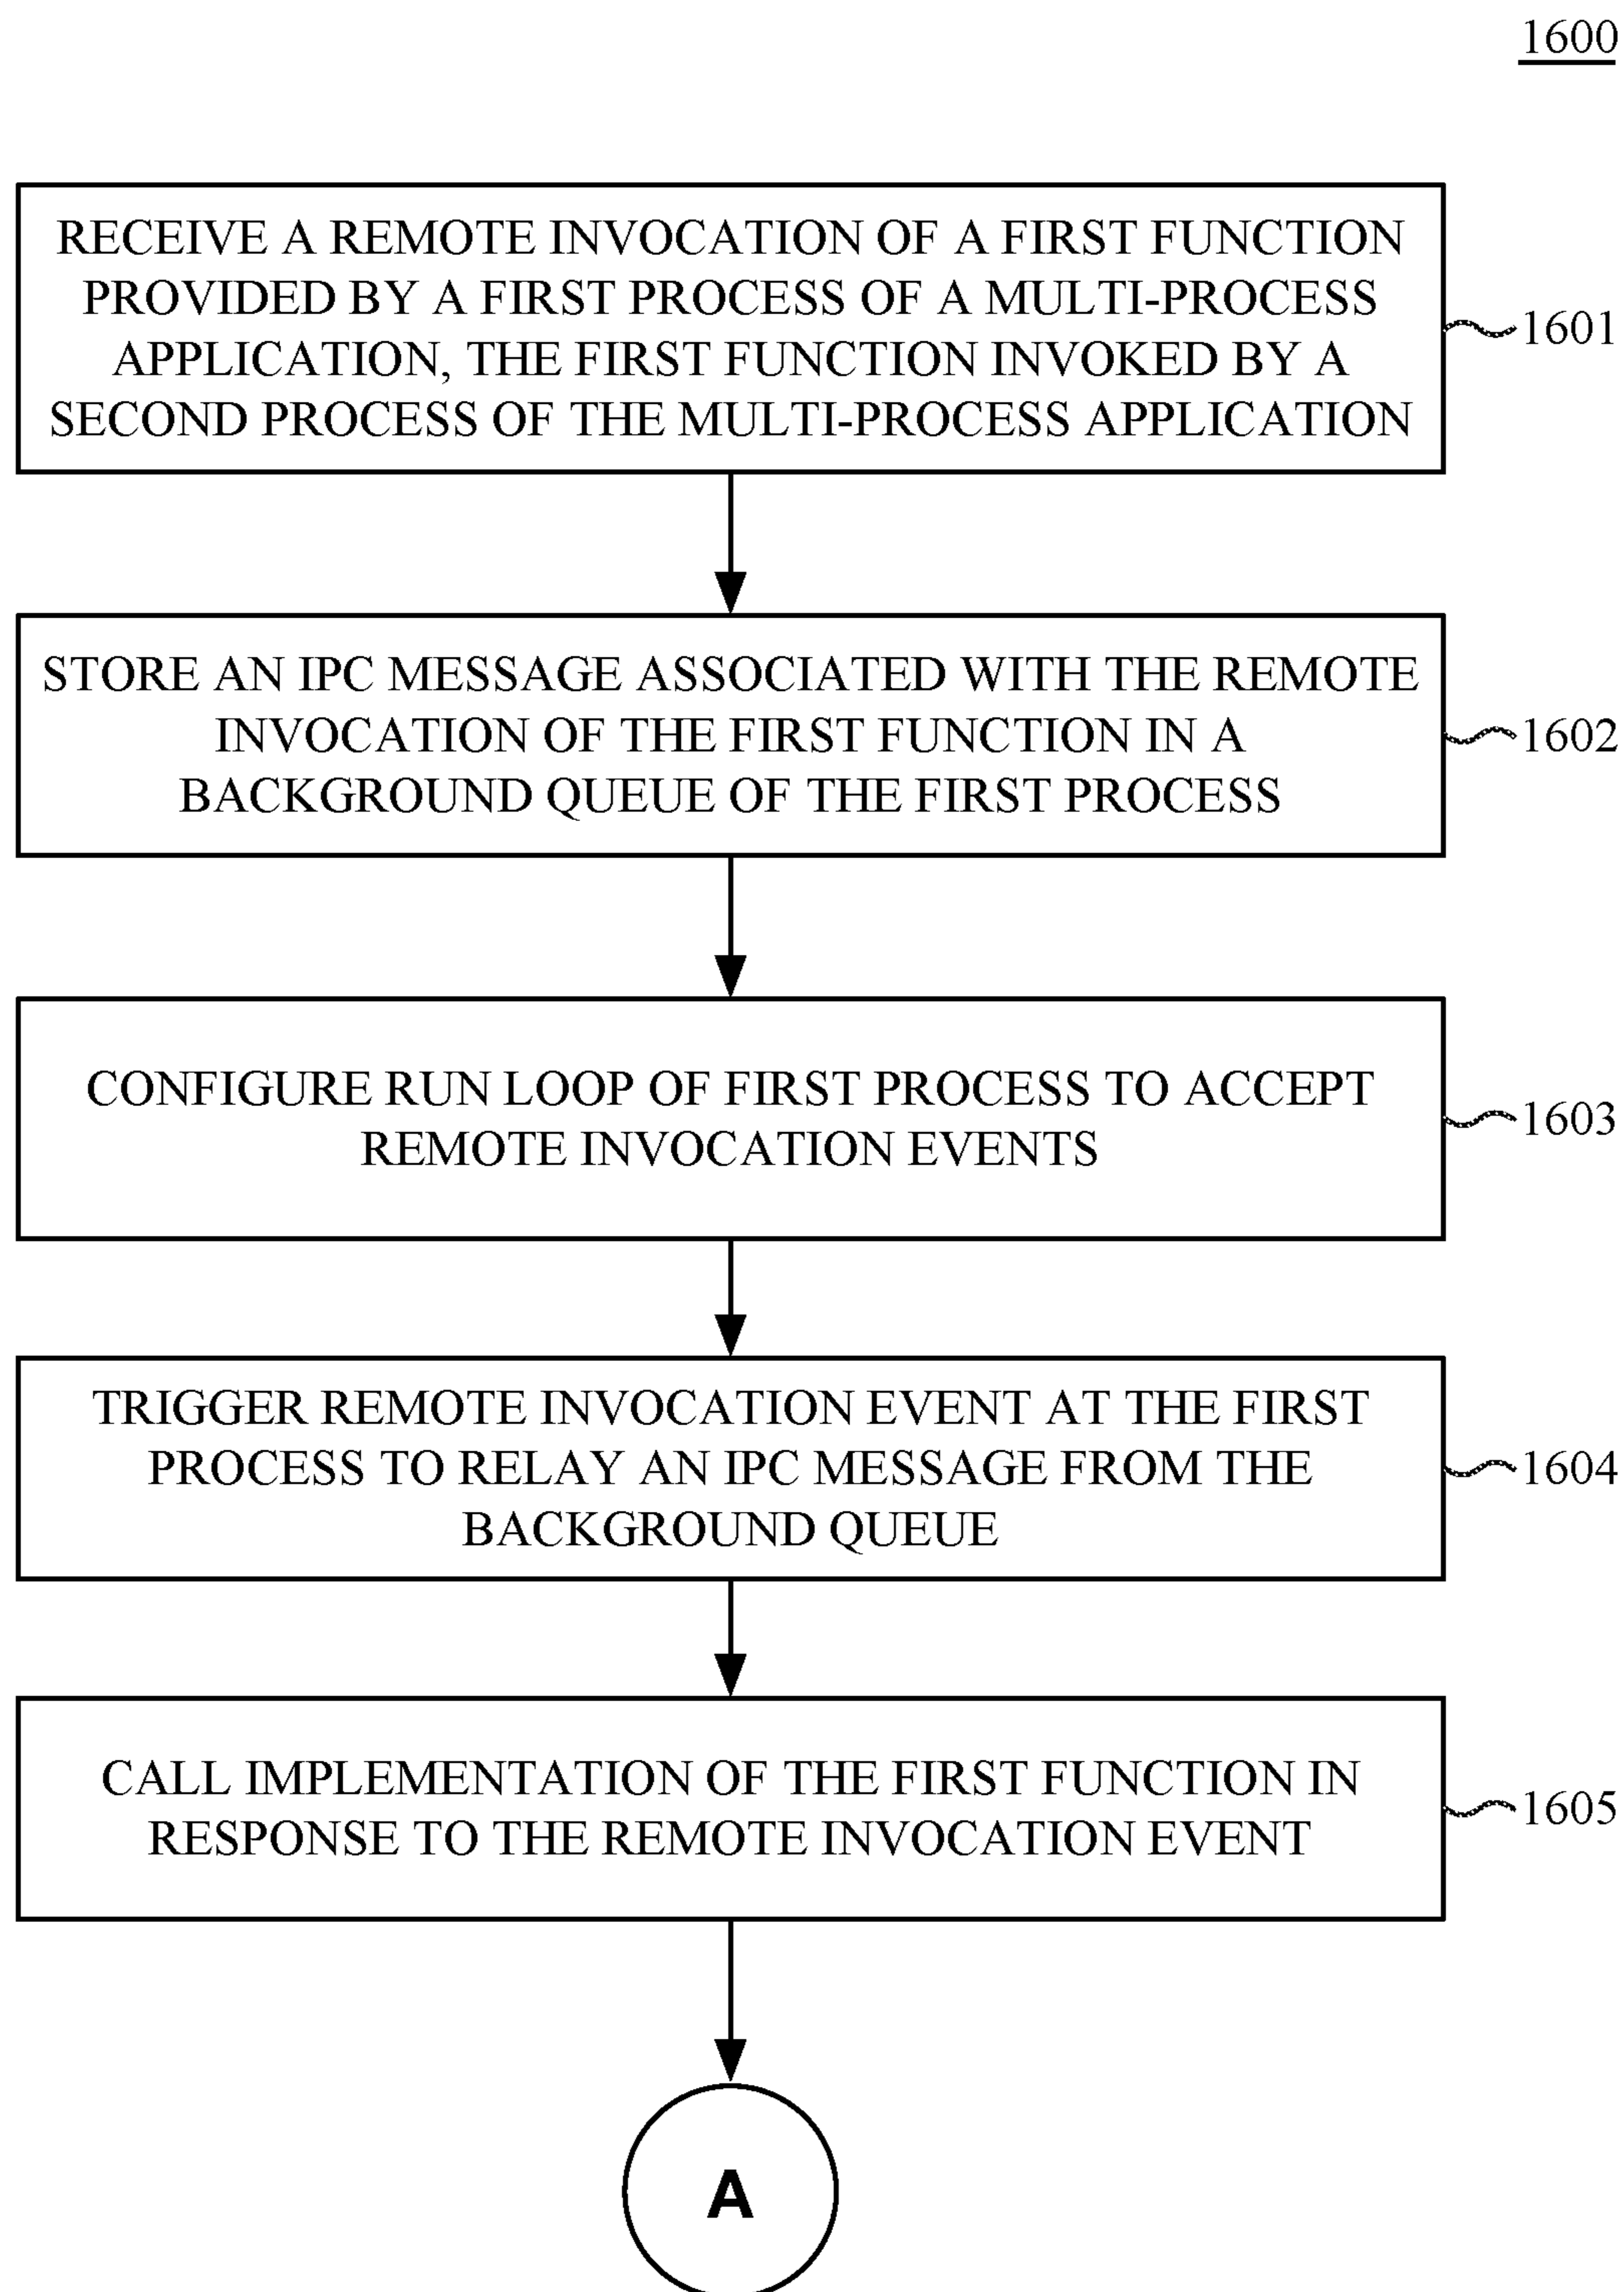 1600
RECEIVE A REMOTE INVOCATION OF A FIRST FUNCTION
PROVIDED BY A FIRST PROCESS OF A MULTI-PROCESS
APPLICATION, THE FIRST FUNCTION INVOKED BY A
SECOND PROCESS OF THE MULTI-PROCESS APPLICATION
1601
STORE AN IPC MESSAGE ASSOCIATED WITH THE REMOTE
INVOCATION OF THE FIRST FUNCTION IN A
BACKGROUND QUEUE OF THE FIRST PROCESS
1602
CONFIGURE RUN LOOP OF FIRST PROCESS TO ACCEPT
REMOTE INVOCATION EVENTS
1603
TRIGGER REMOTE INVOCATION EVENT AT THE FIRST
PROCESS TO RELAY AN IPC MESSAGE FROM THE
BACKGROUND QUEUE
1604
CALL IMPLEMENTATION OF THE FIRST FUNCTION IN
RESPONSE TO THE REMOTE INVOCATION EVENT
1605
A